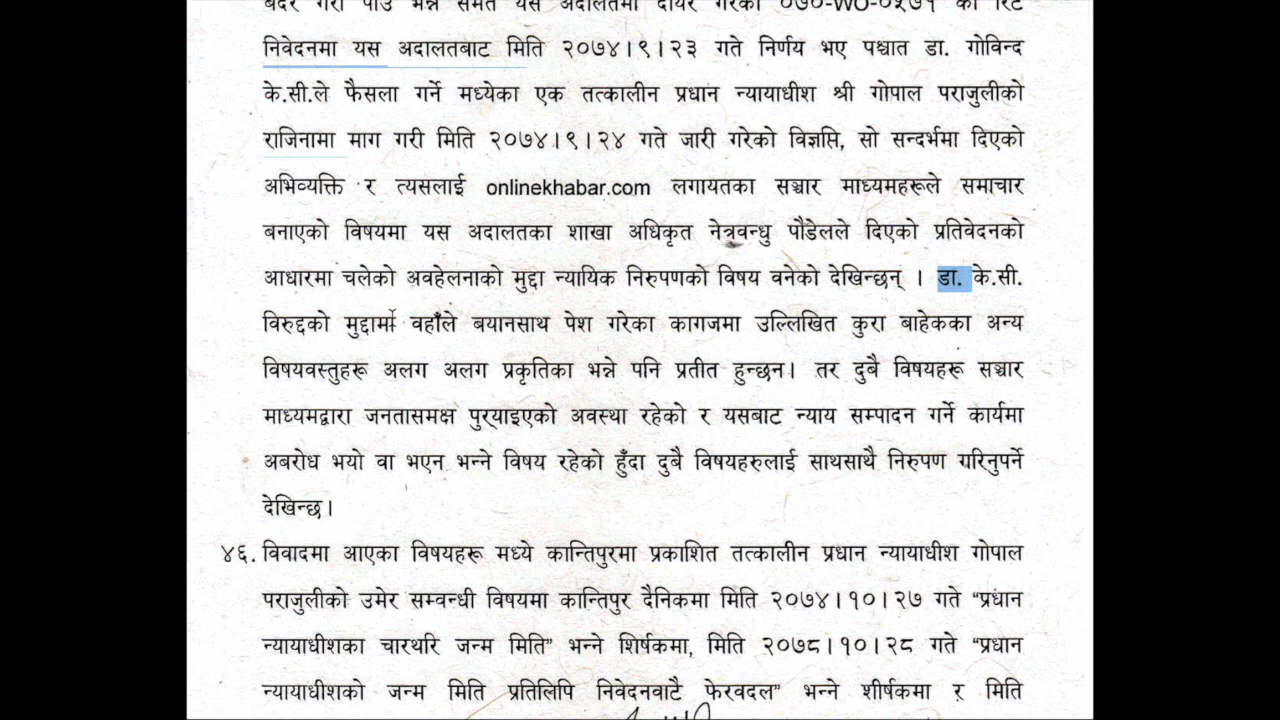 बदर गरी पाउँ भन्ने समेत यस अदालतमा दायर गरेको ०७०-WO-०५७१ को रिट
निवेदनमा यस अदालतबाट मिति २०७४।९।२३ गते निर्णय भए पश्चात डा. गोविन्द
के.सी.ले फैसला गर्ने मध्येका एक तत्कालीन प्रधान न्यायाधीश श्री गोपाल पराजुलीको
राजिनामा माग गरी मिति २०७४।९।२४ गते जारी गरेको विज्ञप्ति, सो सन्दर्भमा दिएको
अभिव्यक्ति र त्यसलाई onlinekhabar.com लगायतका सञ्चार माध्यमहरूले समाचार
बनाएको विषयमा यस अदालतका शाखा अधिकृत नेत्रवन्धु पौडेलले दिएको प्रतिवेदनको
आधारमा चलेको अवहेलनाको मुद्दा न्यायिक निरुपणको विषय वनेको देखिन्छन् । डा. के.सी.
विरुद्दको मुद्दामा वहाँले बयानसाथ पेश गरेका कागजमा उल्लिखित कुरा बाहेकका अन्य
विषयवस्तुहरू अलग अलग प्रकृतिका भन्ने पनि प्रतीत हुन्छन। तर दुबै विषयहरू सञ्चार
माध्यमद्वारा जनतासमक्ष पुर्‍याइएको अवस्था रहेको र यसबाट न्याय सम्पादन गर्ने कार्यमा
अबरोध भयो वा भएन भन्ने विषय रहेको हुँदा दुबै विषयहरुलाई साथसाथै निरुपण गरिनुपर्ने
देखिन्छ।
४६. विवादमा आएका विषयहरू मध्ये कान्तिपुरमा प्रकाशित तत्कालीन प्रधान न्यायाधीश गोपाल
पराजुलीको उमेर सम्वन्धी विषयमा कान्तिपुर दैनिकमा मिति २०७४।१०।२७ गते “प्रधान
न्यायाधीशका चारथरि जन्म मिति” भन्ने शिर्षकमा, मिति २०७८।१०।२८ गते “प्रधान
न्यायाधीशको जन्म मिति प्रतिलिपि निवेदनवाटै फेरवदल” भन्ने शीर्षकमा र मिति